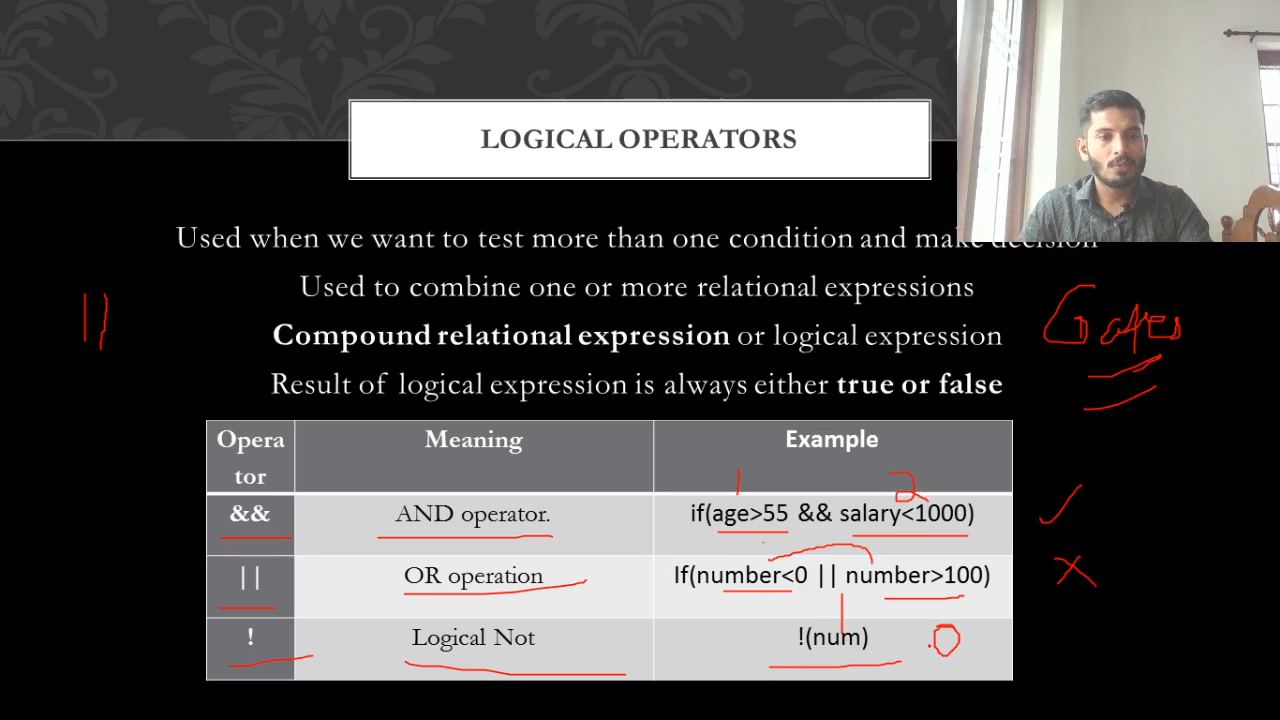 LOGICAL OPERATORS
Used when we want to test more than one condition and make decision
Used to combine one or more relational expressions
||
Gates
Compound relational expression or logical expression
Result of logical expression is always either true or false
Opera
tor
Meaning
Example
1 2
&& AND operator. if(age>55 && salary<1000)
|| OR operation If(number<0 || number>100)
! Logical Not !(num) 0